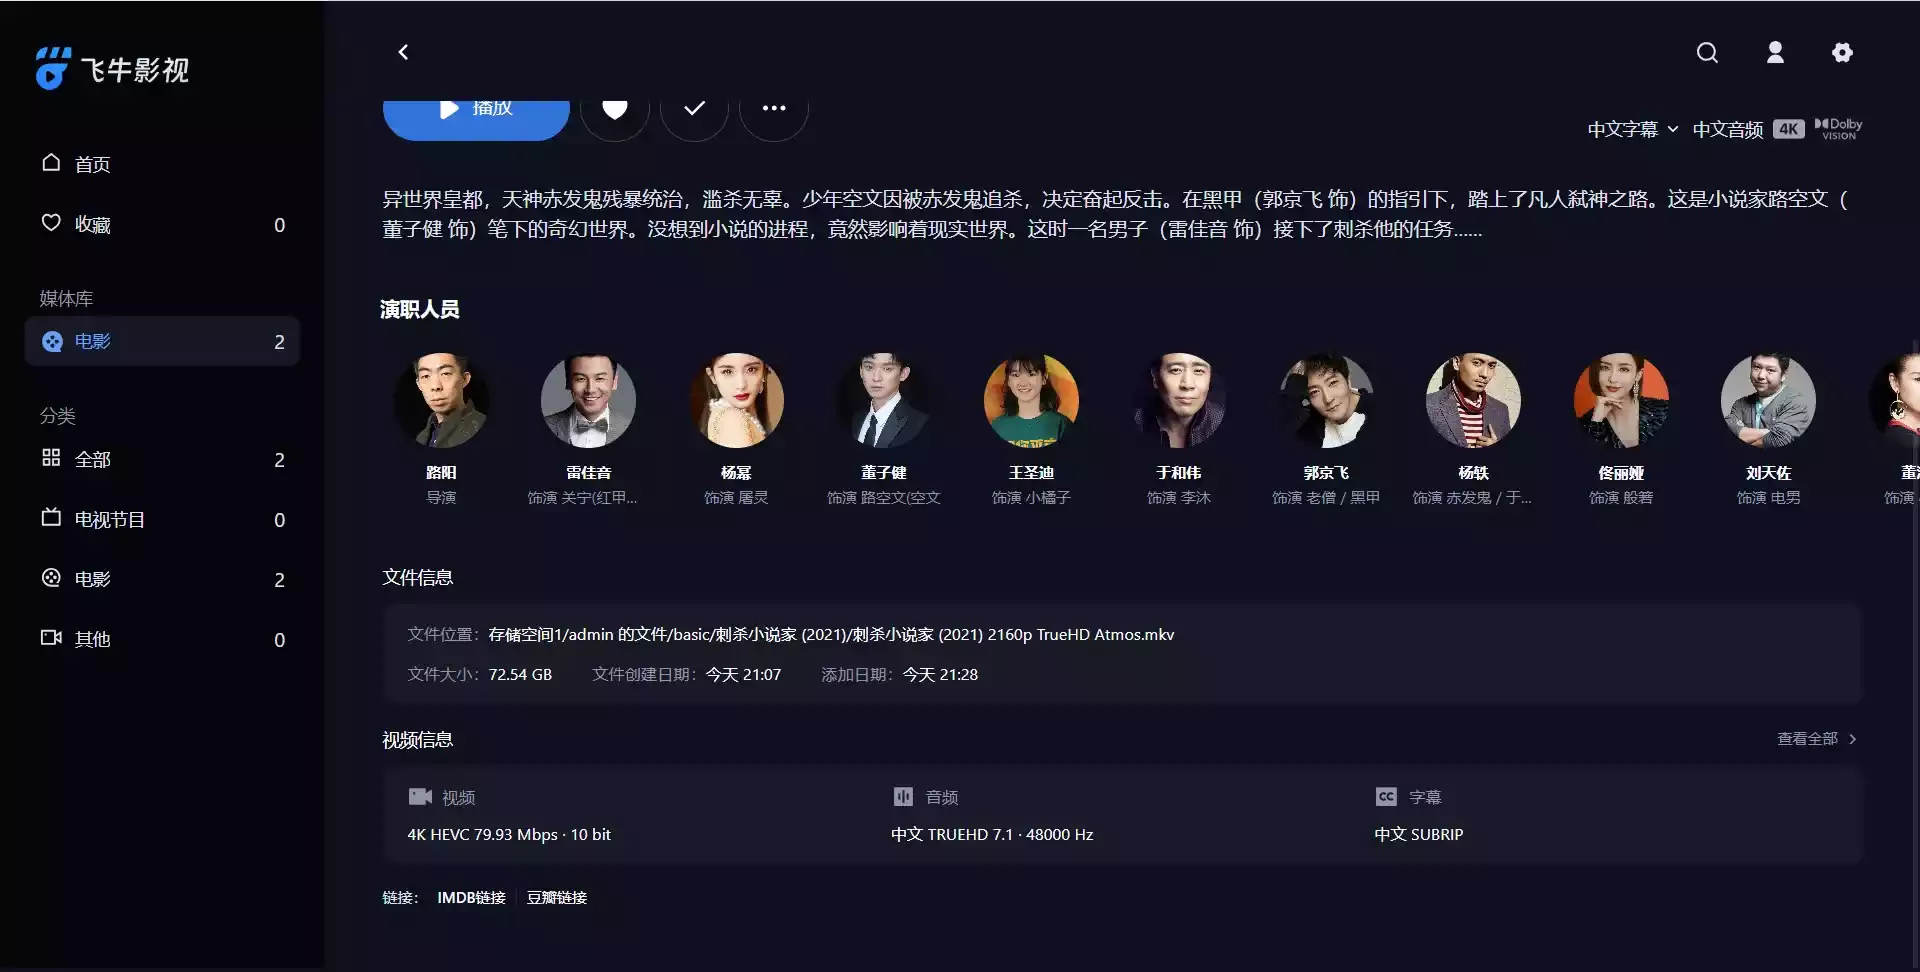 飞牛影视
首页
收藏 0
媒体库
电影 2
分类
全部 2
电视节目 0
电影 2
其他 0
播放
中文字幕 中文音频 4K Dolby VISION
异世界皇都，天神赤发鬼残暴统治，滥杀无辜。少年空文因被赤发鬼追杀，决定奋起反击。在黑甲（郭京飞 饰）的指引下，踏上了凡人弑神之路。这是小说家路空文（
董子健 饰）笔下的奇幻世界。没想到小说的进程，竟然影响着现实世界。这时一名男子（雷佳音 饰）接下了刺杀他的任务......
演职人员
路阳 雷佳音 杨幂 董子健 王圣迪 于和伟 郭京飞 杨轶 佟丽娅 刘天佐 董
导演 饰演 关宁(红甲... 饰演 屠灵 饰演 路空文(空文 饰演 小橘子 饰演 李沐 饰演 老僧 / 黑甲 饰演 赤发鬼 / 于... 饰演 般若 饰演 电男 饰演
文件信息
文件位置： 存储空间1/admin 的文件/basic/刺杀小说家 (2021)/刺杀小说家 (2021) 2160p TrueHD Atmos.mkv
文件大小： 72.54 GB 文件创建日期： 今天 21:07 添加日期： 今天 21:28
视频信息 查看全部
视频 音频 CC 字幕
4K HEVC 79.93 Mbps · 10 bit 中文 TRUEHD 7.1 · 48000 Hz 中文 SUBRIP
链接： IMDB链接 豆瓣链接